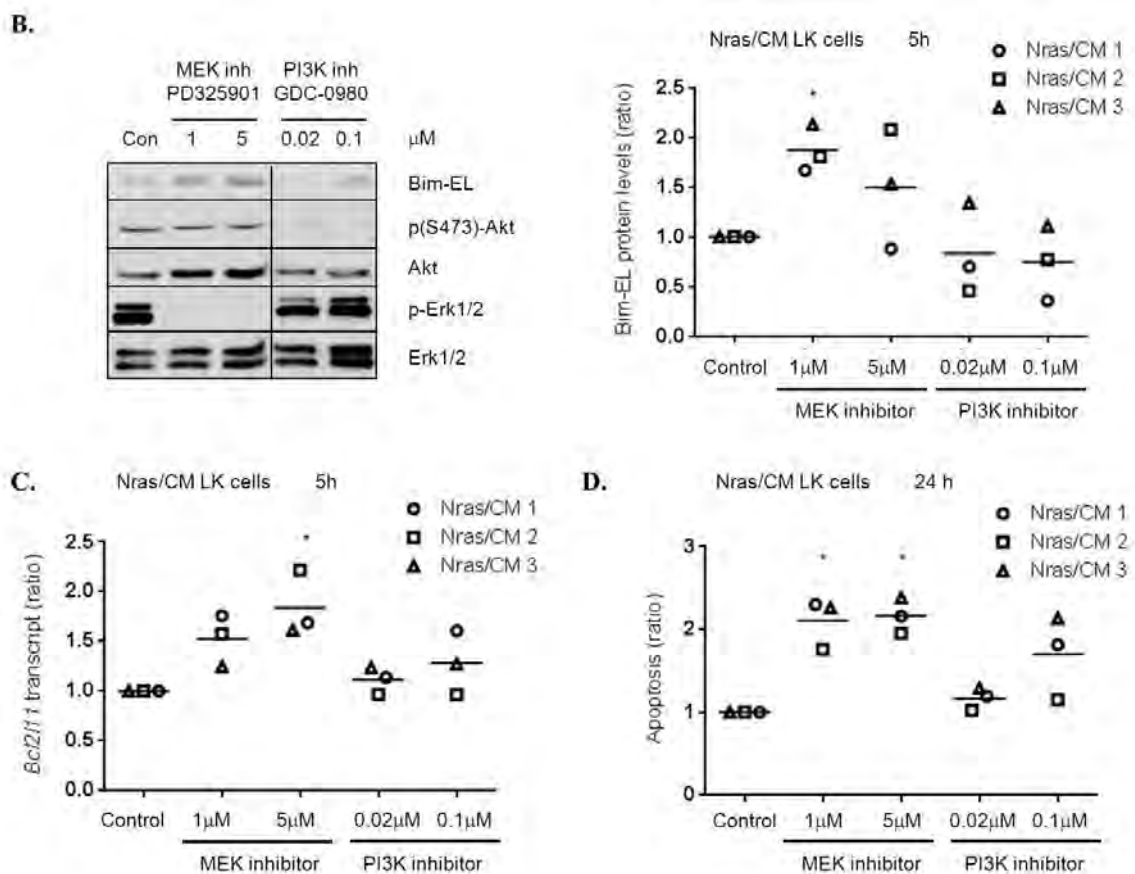 B.
MEK inh
PD325901
PI3K inh
GDC-0980
Con 1 5 0.02 0.1 μM
Bim-EL
p(S473)-Akt
Akt
p-Erk1/2
Erk1/2
Nras/CM LK cells 5h
Nras/CM 1
Nras/CM 2
Nras/CM 3
Bim-EL protein levels (ratio)
2.5
2.0
1.5
1.0
0.5
0.0
*
Control 1μM 5μM 0.02μM 0.1μM
MEK inhibitor PI3K inhibitor
C.
Nras/CM LK cells 5h
Nras/CM 1
Nras/CM 2
Nras/CM 3
Bcl2l11 transcript (ratio)
2.5
2.0
1.5
1.0
0.5
0.0
*
Control 1μM 5μM 0.02μM 0.1μM
MEK inhibitor PI3K inhibitor
D.
Nras/CM LK cells 24 h
Nras/CM 1
Nras/CM 2
Nras/CM 3
Apoptosis (ratio)
3
2
1
0
* *
Control 1μM 5μM 0.02μM 0.1μM
MEK inhibitor PI3K inhibitor